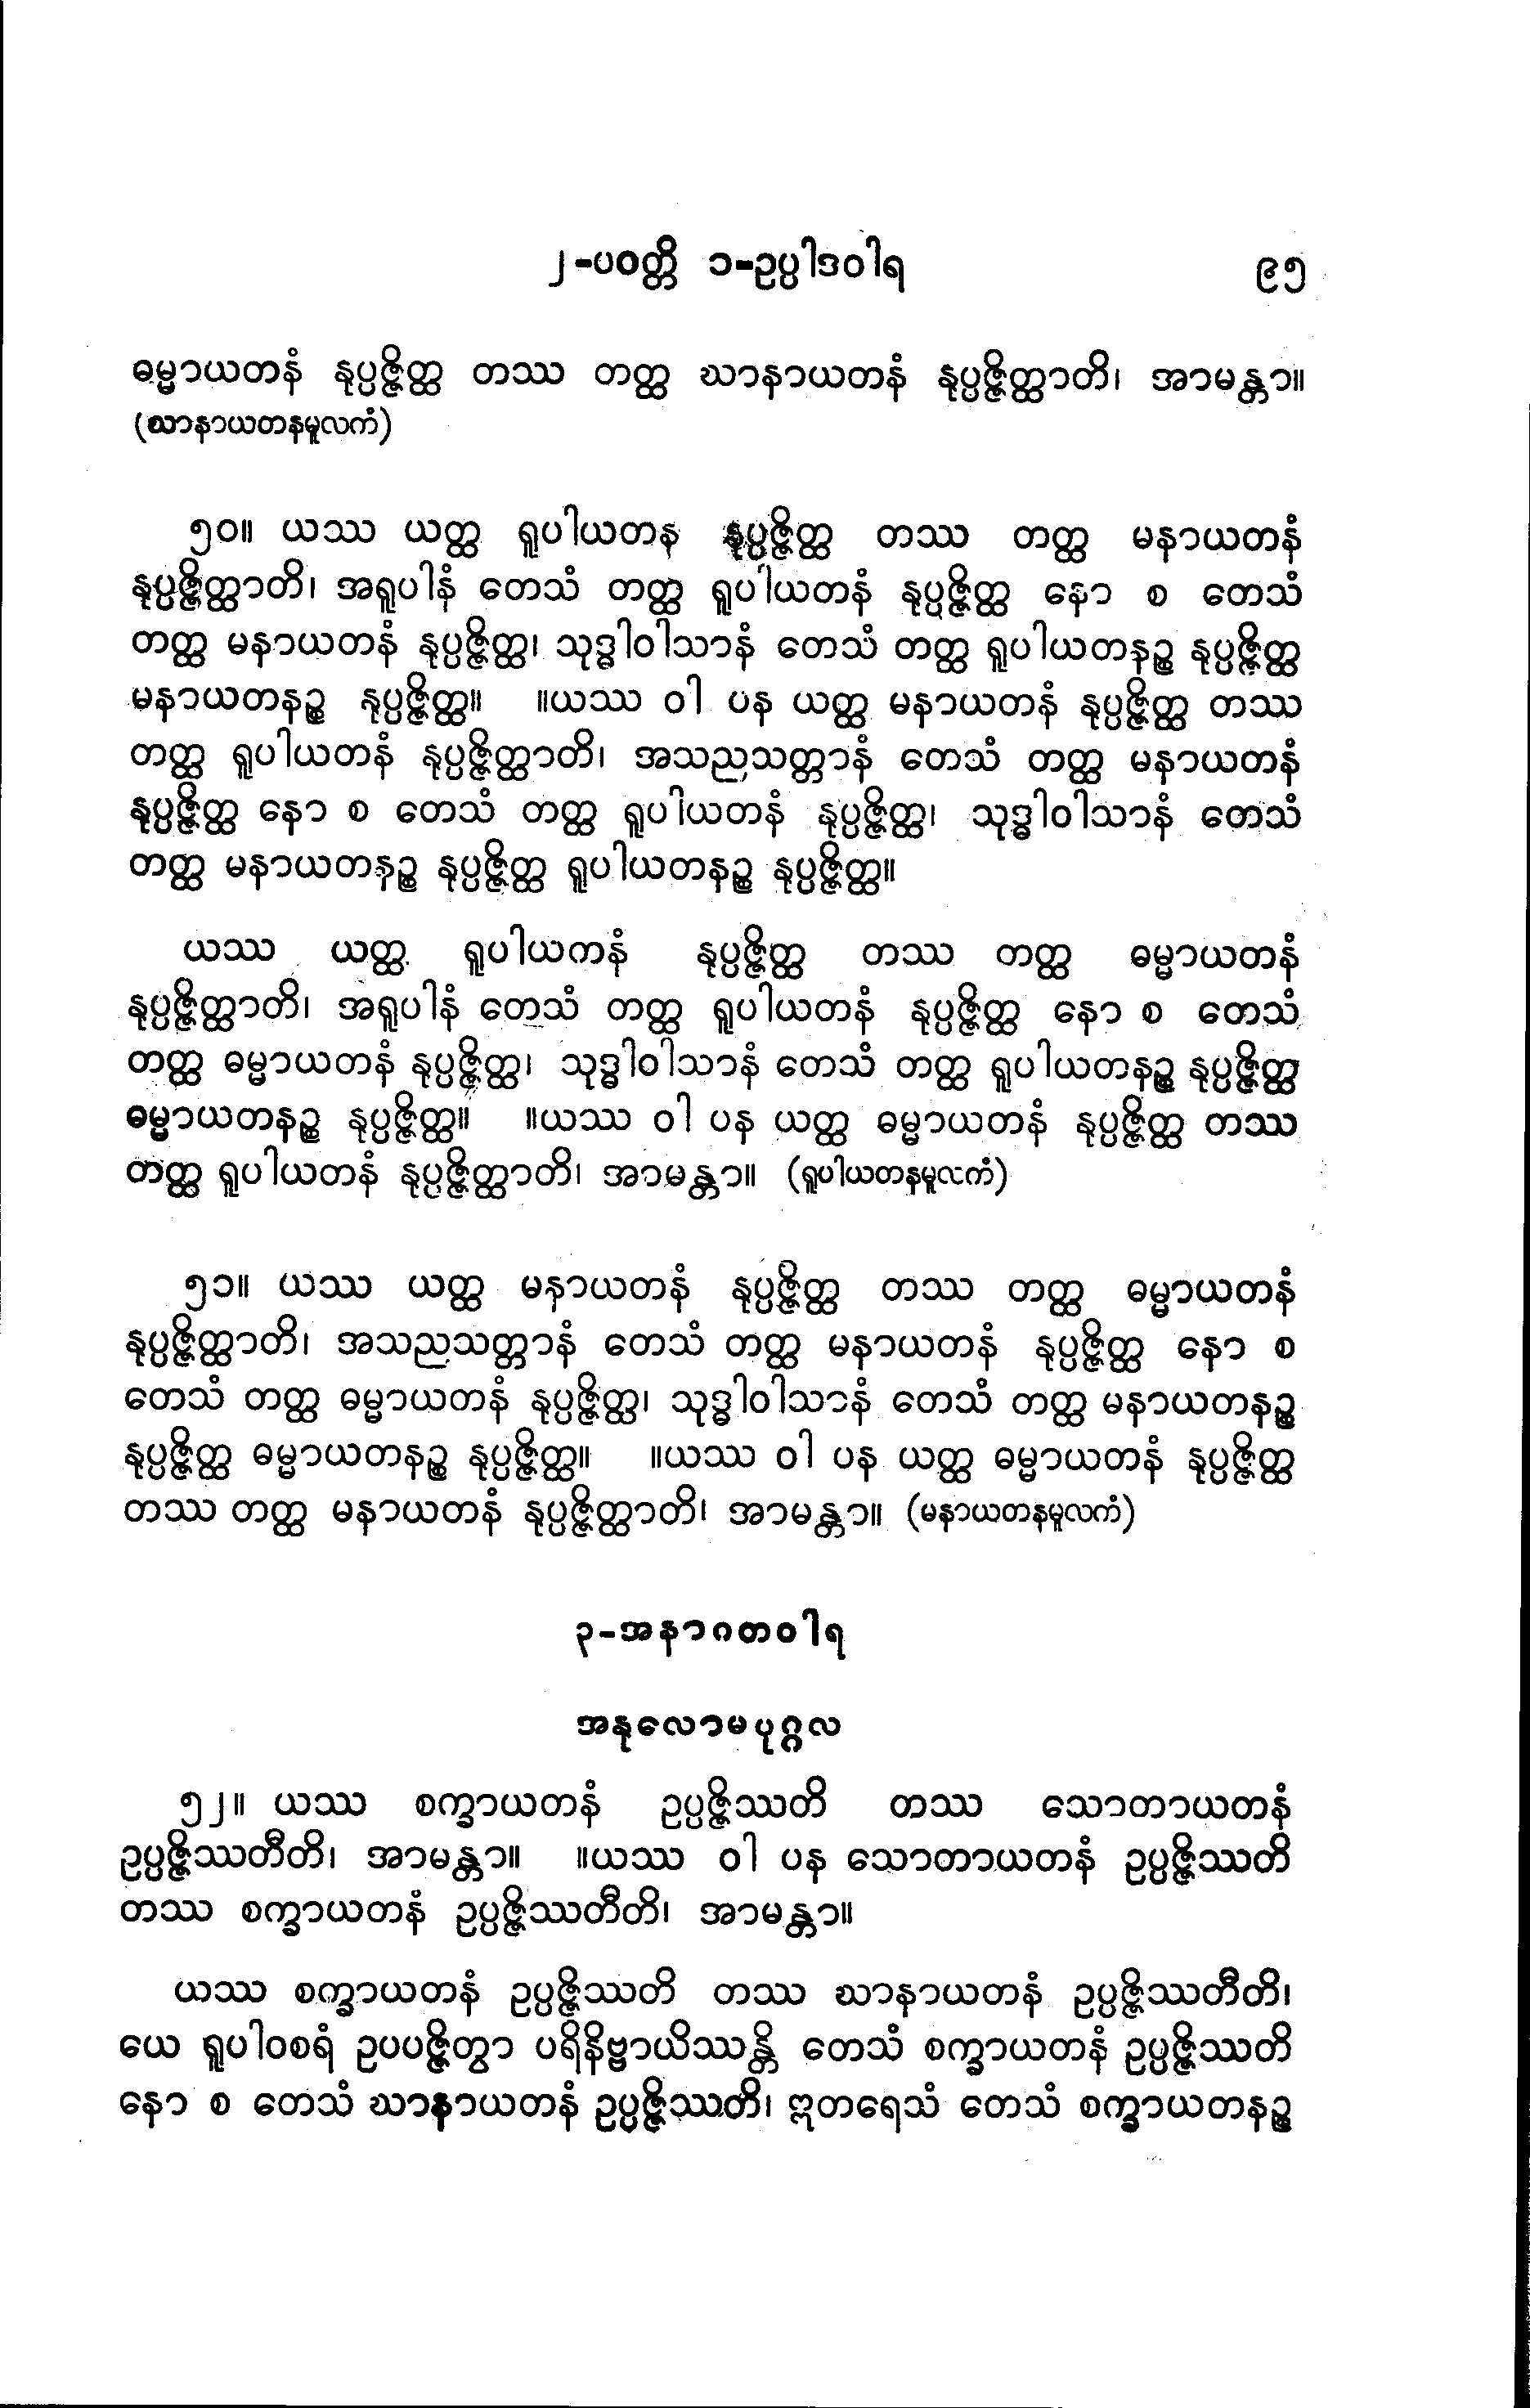 ၂-ပဝတ္တိ ၁-ဥပ္ပါဒဝါရ ၉၅
ဓမ္မာယတနံ နုပ္ပဇ္ဇိတ္ထ တဿ တတ္ထ ဃာနာယတနံ နုပ္ပဇ္ဇိတ္ထာတိ၊ အာမန္တာ။
(ဃာနာယတနမူလကံ)
၅၀။ ယဿ ယတ္ထ ရူပါယတန နုပ္ပဇ္ဇိတ္ထ တဿ တတ္ထ မနာယတနံ
နုပ္ပဇ္ဇိတ္ထာတိ၊ အရူပါနံ တေသံ တတ္ထ ရူပါယတနံ နုပ္ပဇ္ဇိတ္ထ နော စ တေသံ
တတ္ထ မနာယတနံ နုပ္ပဇ္ဇိတ္ထ၊ သုဒ္ဓါဝါသာနံ တေသံ တတ္ထ ရူပါယတနဉ္စ နုပ္ပဇ္ဇိတ္ထ
မနာယတနဉ္စ နုပ္ပဇ္ဇိတ္ထ။ ။ယဿ ဝါ ပန ယတ္ထ မနာယတနံ နုပ္ပဇ္ဇိတ္ထ တဿ
တတ္ထ ရူပါယတနံ နုပ္ပဇ္ဇိတ္ထာတိ၊ အသညသတ္တာနံ တေသံ တတ္ထ မနာယတနံ
နုပ္ပဇ္ဇိတ္ထ နော စ တေသံ တတ္ထ ရူပါယတနံ နုပ္ပဇ္ဇိတ္ထ၊ သုဒ္ဓါဝါသာနံ တေသံ
တတ္ထ မနာယတနဉ္စ နုပ္ပဇ္ဇိတ္ထ ရူပါယတနဉ္စ နုပ္ပဇ္ဇိတ္ထ။
ယဿ ယတ္ထ ရူပါယကနံ နုပ္ပဇ္ဇိတ္ထ တဿ ကတ္ထ ဓမ္မာယတနံ
နုပ္ပဇ္ဇိတ္ထာတိ၊ အရူပါနံ တေသံ တတ္ထ ရူပါယတနံ နုပ္ပဇ္ဇိတ္ထ နော စ တေသံ
တတ္ထ ဓမ္မာယတနံ နုပ္ပဇ္ဇိတ္ထ၊ သုဒ္ဓါဝါသာနံ တေသံ တတ္ထ ရူပါယတနဉ္စ နုပ္ပဇ္ဇိတ္ထ
ဓမ္မာယတနဉ္စ နုပ္ပဇ္ဇိတ္ထ။ ။ယဿ ဝါ ပန ယတ္ထ ဓမ္မာယတနံ နုပ္ပဇ္ဇိတ္ထ တဿ
တတ္ထ ရူပါယတနံ နုပ္ပဇ္ဇိတ္ထာတိ၊ အာမန္တာ။ (ရူပါယတနမူလကံ)
၅၁။ ယဿ ယတ္ထ မနာယတနံ နုပ္ပဇ္ဇိတ္ထ တဿ တတ္ထ ဓမ္မာယတနံ
နုပ္ပဇ္ဇိတ္ထာတိ၊ အသညသတ္တာနံ တေသံ တတ္ထ မနာယတနံ နုပ္ပဇ္ဇိတ္ထ နော စ
တေသံ တတ္ထ ဓမ္မာယတနံ နုပ္ပဇ္ဇိတ္ထ၊ သုဒ္ဓါဝါသာနံ တေသံ တတ္ထ မနာယတနဉ္စ
နုပ္ပဇ္ဇိတ္ထ ဓမ္မာယတနဉ္စ နုပ္ပဇ္ဇိတ္ထ။ ။ယဿ ဝါ ပန ယတ္ထ ဓမ္မာယတနံ နုပ္ပဇ္ဇိတ္ထ
တဿ တတ္ထ မနာယတနံ နုပ္ပဇ္ဇိတ္ထာတိ၊ အာမန္တာ။ (မနာယတနမူလကံ)
၃-အနာဂတဝါရ
အနုလောမပုဂ္ဂလ
၅၂။ ယဿ စက္ခာယတနံ ဥပ္ပဇ္ဇိဿတိ တဿ သောတာယတနံ
ဥပ္ပဇ္ဇိဿတီတိ၊ အာမန္တာ။ ။ယဿ ဝါ ပန သောတာယတနံ ဥပ္ပဇ္ဇိဿတိ
တဿ စက္ခာယတနံ ဥပ္ပဇ္ဇိဿတီတိ၊ အာမန္တာ။
ယဿ စက္ခာယတနံ ဥပ္ပဇ္ဇိဿတိ တဿ ဃာနာယတနံ ဥပ္ပဇ္ဇိဿတီတိ၊
ယေ ရူပါဝစရံ ဥပပဇ္ဇိတွာ ပရိနိဗ္ဗာယိဿန္တိ တေသံ စက္ခာယတနံ ဥပ္ပဇ္ဇိဿတိ
နော စ တေသံ ဃာနာယတနံ ဥပ္ပဇ္ဇိဿတိ၊ ဣတရေသံ တေသံ စက္ခာယတနဉ္စ